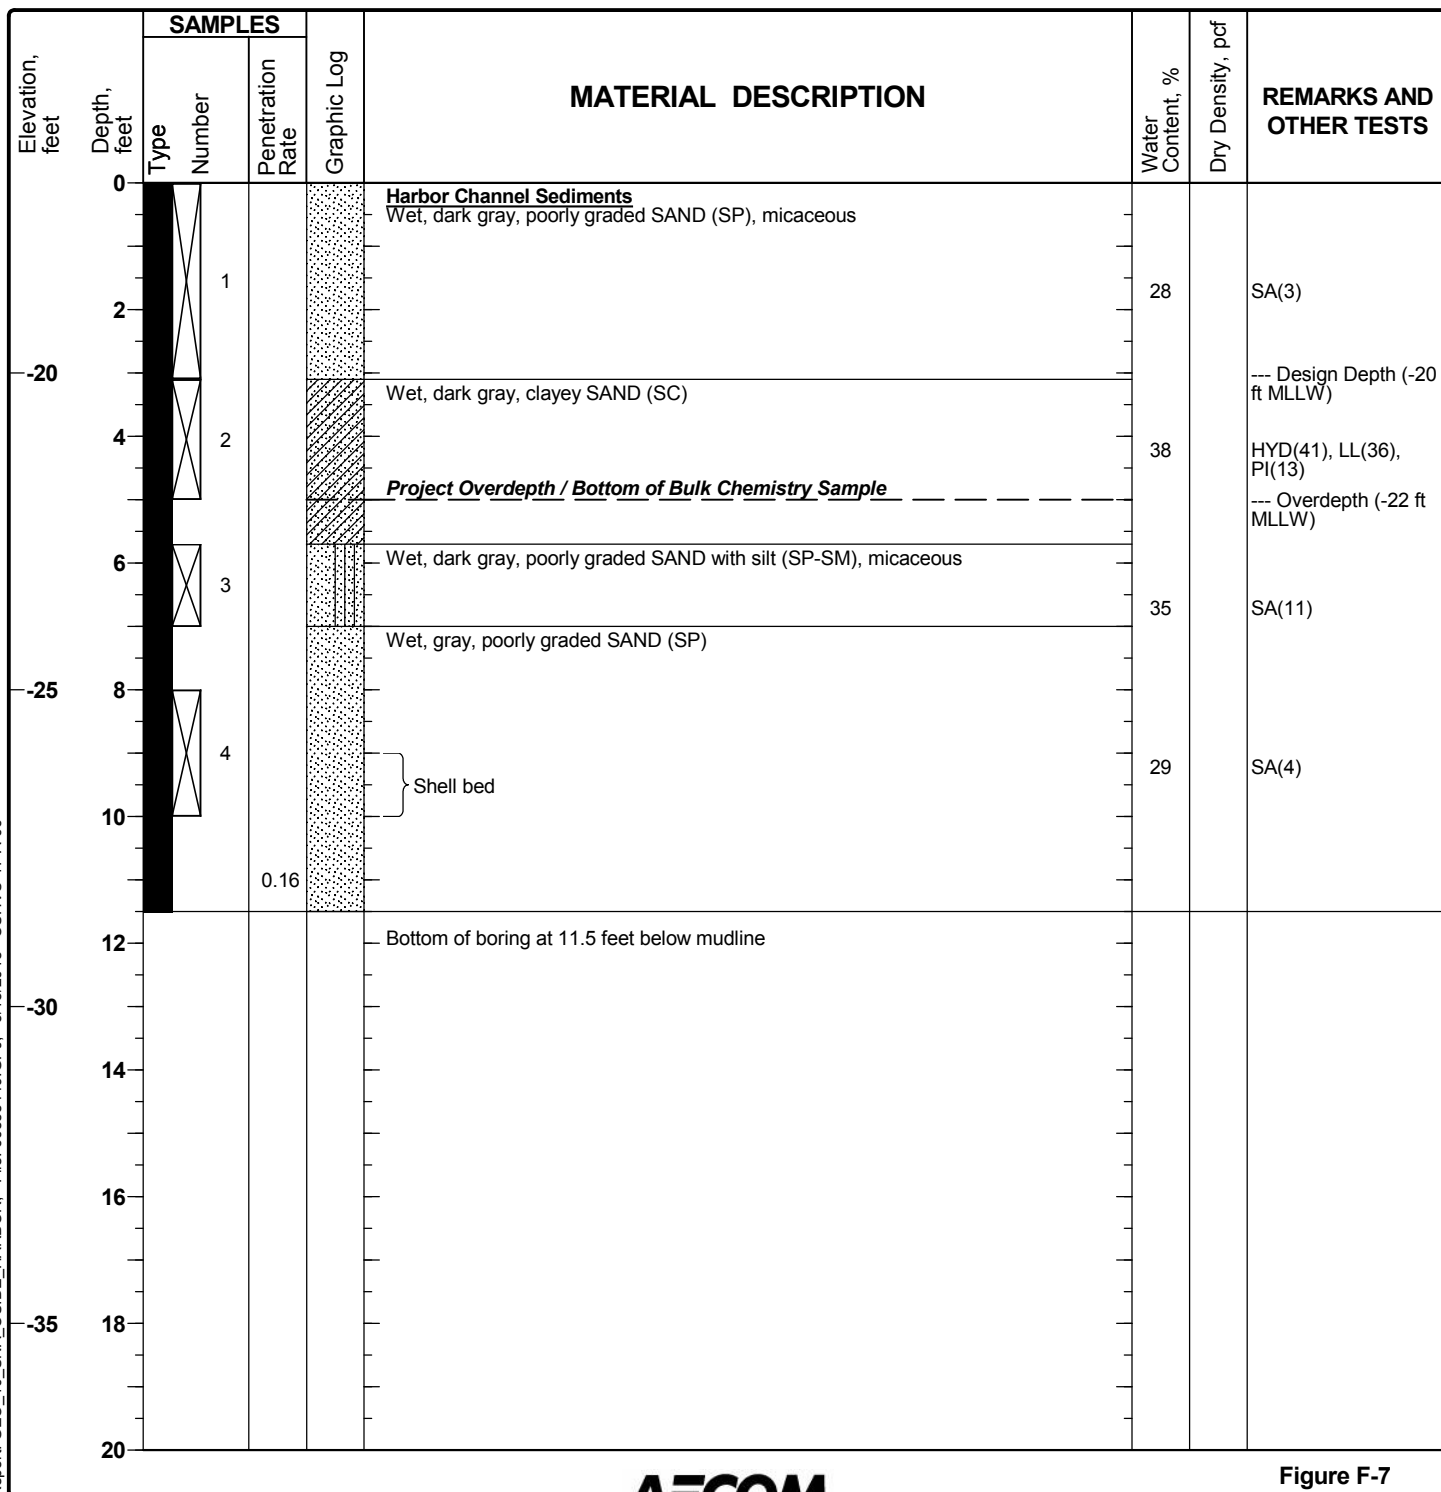 SAMPLES
Elevation,
feet
Depth,
feet
Type
Number
Penetration
Rate
Graphic Log
MATERIAL DESCRIPTION
Water
Content, %
Dry Density, pcf
REMARKS AND
OTHER TESTS
0
Harbor Channel Sediments
Wet, dark gray, poorly graded SAND (SP), micaceous
1
28
SA(3)
2
-20
--- Design Depth (-20
ft MLLW)
Wet, dark gray, clayey SAND (SC)
4
2
38
HYD(41), LL(36),
PI(13)
Project Overdepth / Bottom of Bulk Chemistry Sample
--- Overdepth (-22 ft
MLLW)
Wet, dark gray, poorly graded SAND with silt (SP-SM), micaceous
6
3
35
SA(11)
Wet, gray, poorly graded SAND (SP)
-25
8
4
29
SA(4)
Shell bed
10
0.16
12
Bottom of boring at 11.5 feet below mudline
-30
14
16
-35
18
20
AECOM
Figure F-7